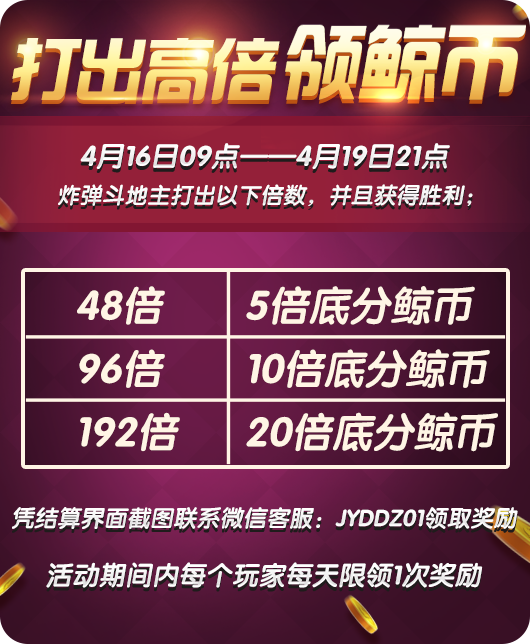 打出高倍领鲸币
4月16日09点——4月19日21点
炸弹斗地主打出以下倍数，并且获得胜利；
48倍 5倍底分鲸币
96倍 10倍底分鲸币
192倍 20倍底分鲸币
凭结算界面截图联系微信客服：JYDDZ01领取奖励
活动期间内每个玩家每天限领1次奖励